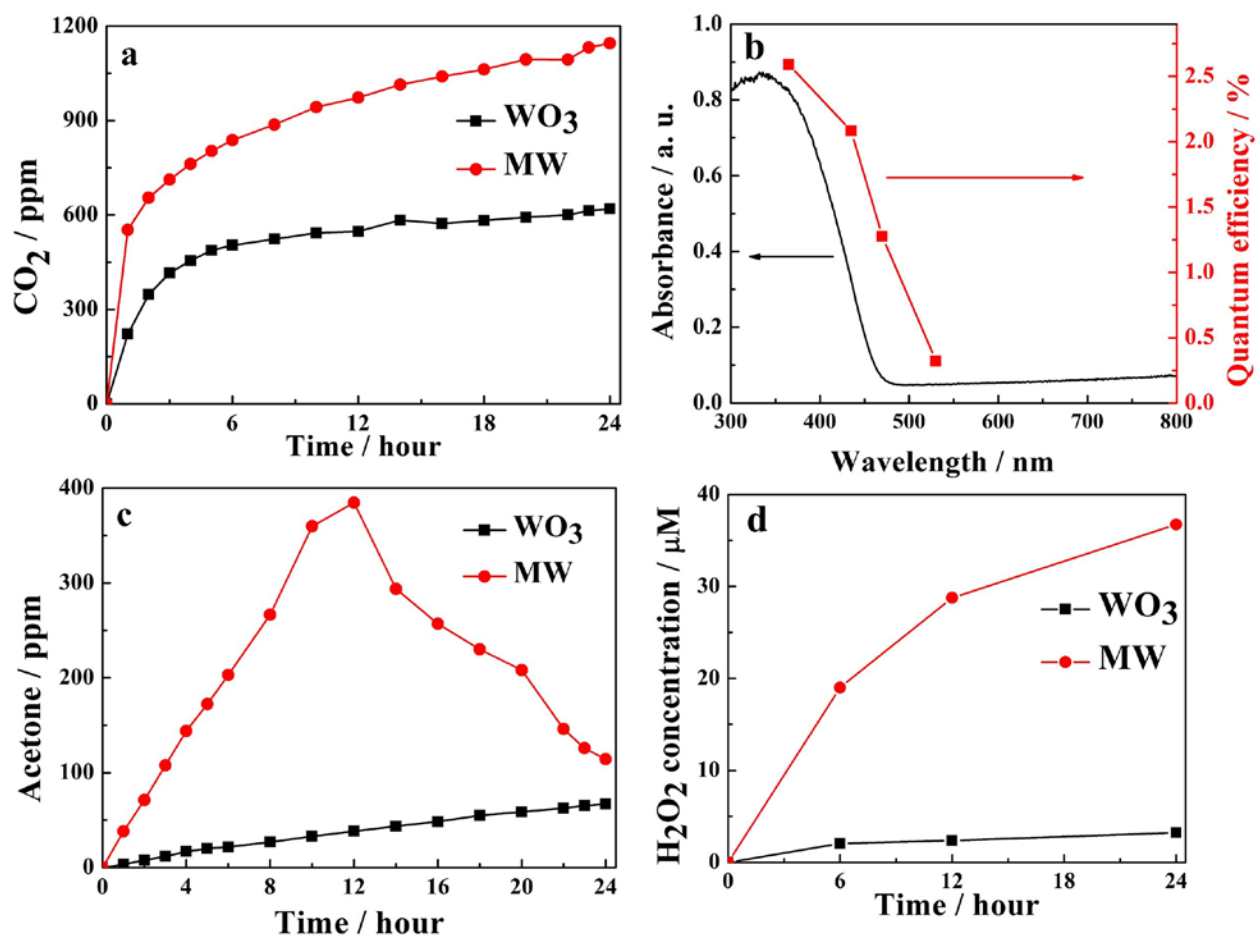 a
1200
900
600
300
0
CO2 / ppm
WO3
MW
0 6 12 18 24
Time / hour
b
1.0
0.8
0.6
0.4
0.2
0.0
Absorbance / a. u.
2.5
2.0
1.5
1.0
0.5
0.0
Quantum efficiency / %
300 400 500 600 700 800
Wavelength / nm
c
400
300
200
100
0
Acetone / ppm
WO3
MW
0 4 8 12 16 20 24
Time / hour
d
40
30
20
10
0
H2O2 concentration / μM
WO3
MW
0 6 12 24
Time / hour